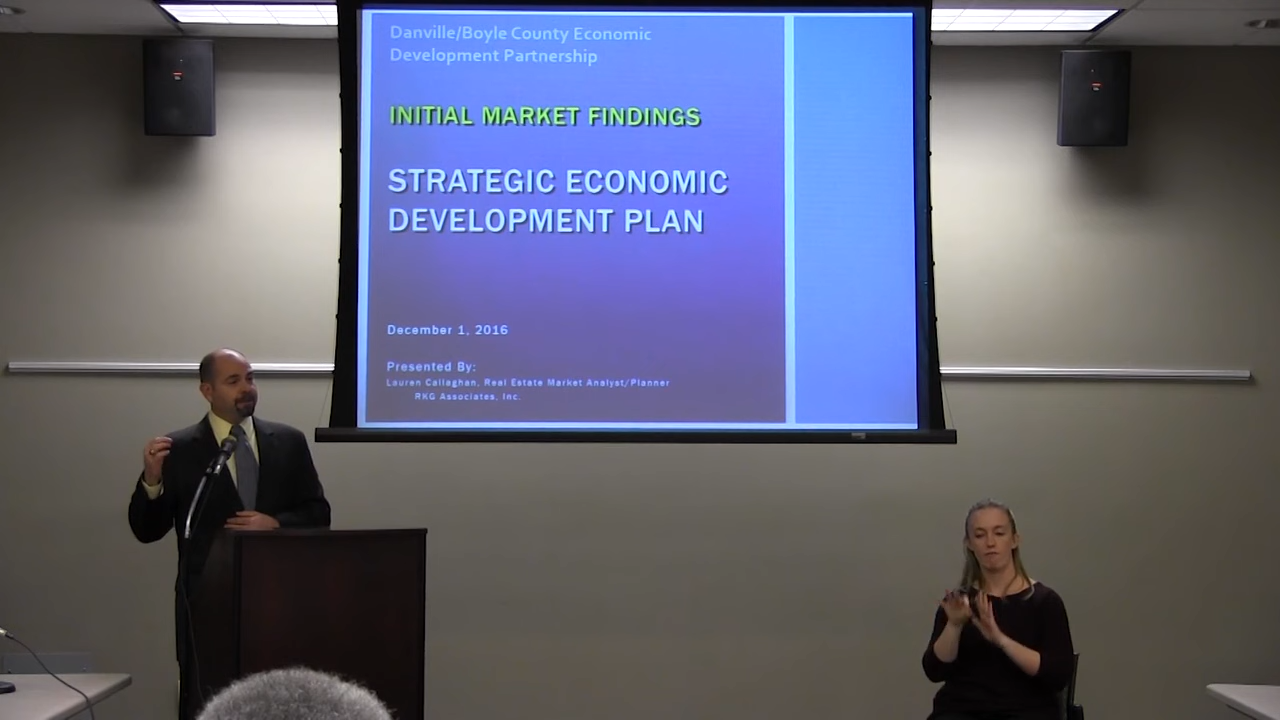 Danville/Boyle County Economic
Development Partnership
INITIAL MARKET FINDINGS
STRATEGIC ECONOMIC
DEVELOPMENT PLAN
December 1, 2016
Presented By:
Lauren Callaghan, Real Estate Market Analyst/Planner
RKG Associates, Inc.